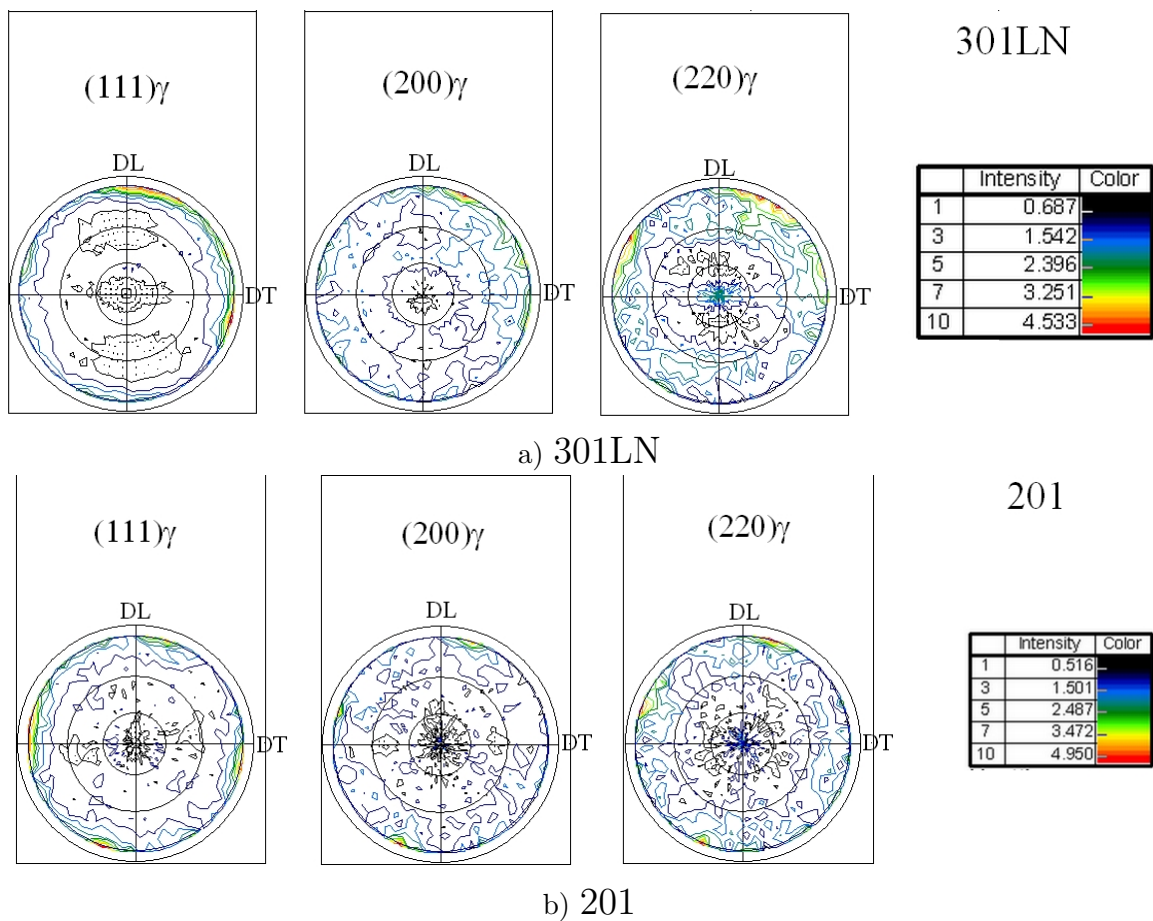 (111)γ (200)γ (220)γ 301LN
DL DL DL
DT DT DT
Intensity Color
1 0.687
3 1.542
5 2.396
7 3.251
10 4.533
a) 301LN
(111)γ (200)γ (220)γ 201
DL DL DL
DT DT DT
Intensity Color
1 0.516
3 1.501
5 2.487
7 3.472
10 4.950
b) 201